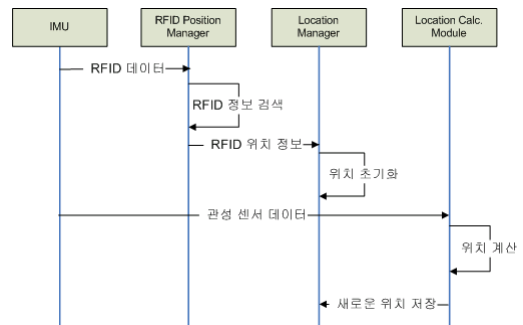 IMU
RFID Position
Manager
Location
Manager
Location Calc.
Module
RFID 데이터
RFID 정보 검색
RFID 위치 정보
위치 초기화
관성 센서 데이터
위치 계산
새로운 위치 저장